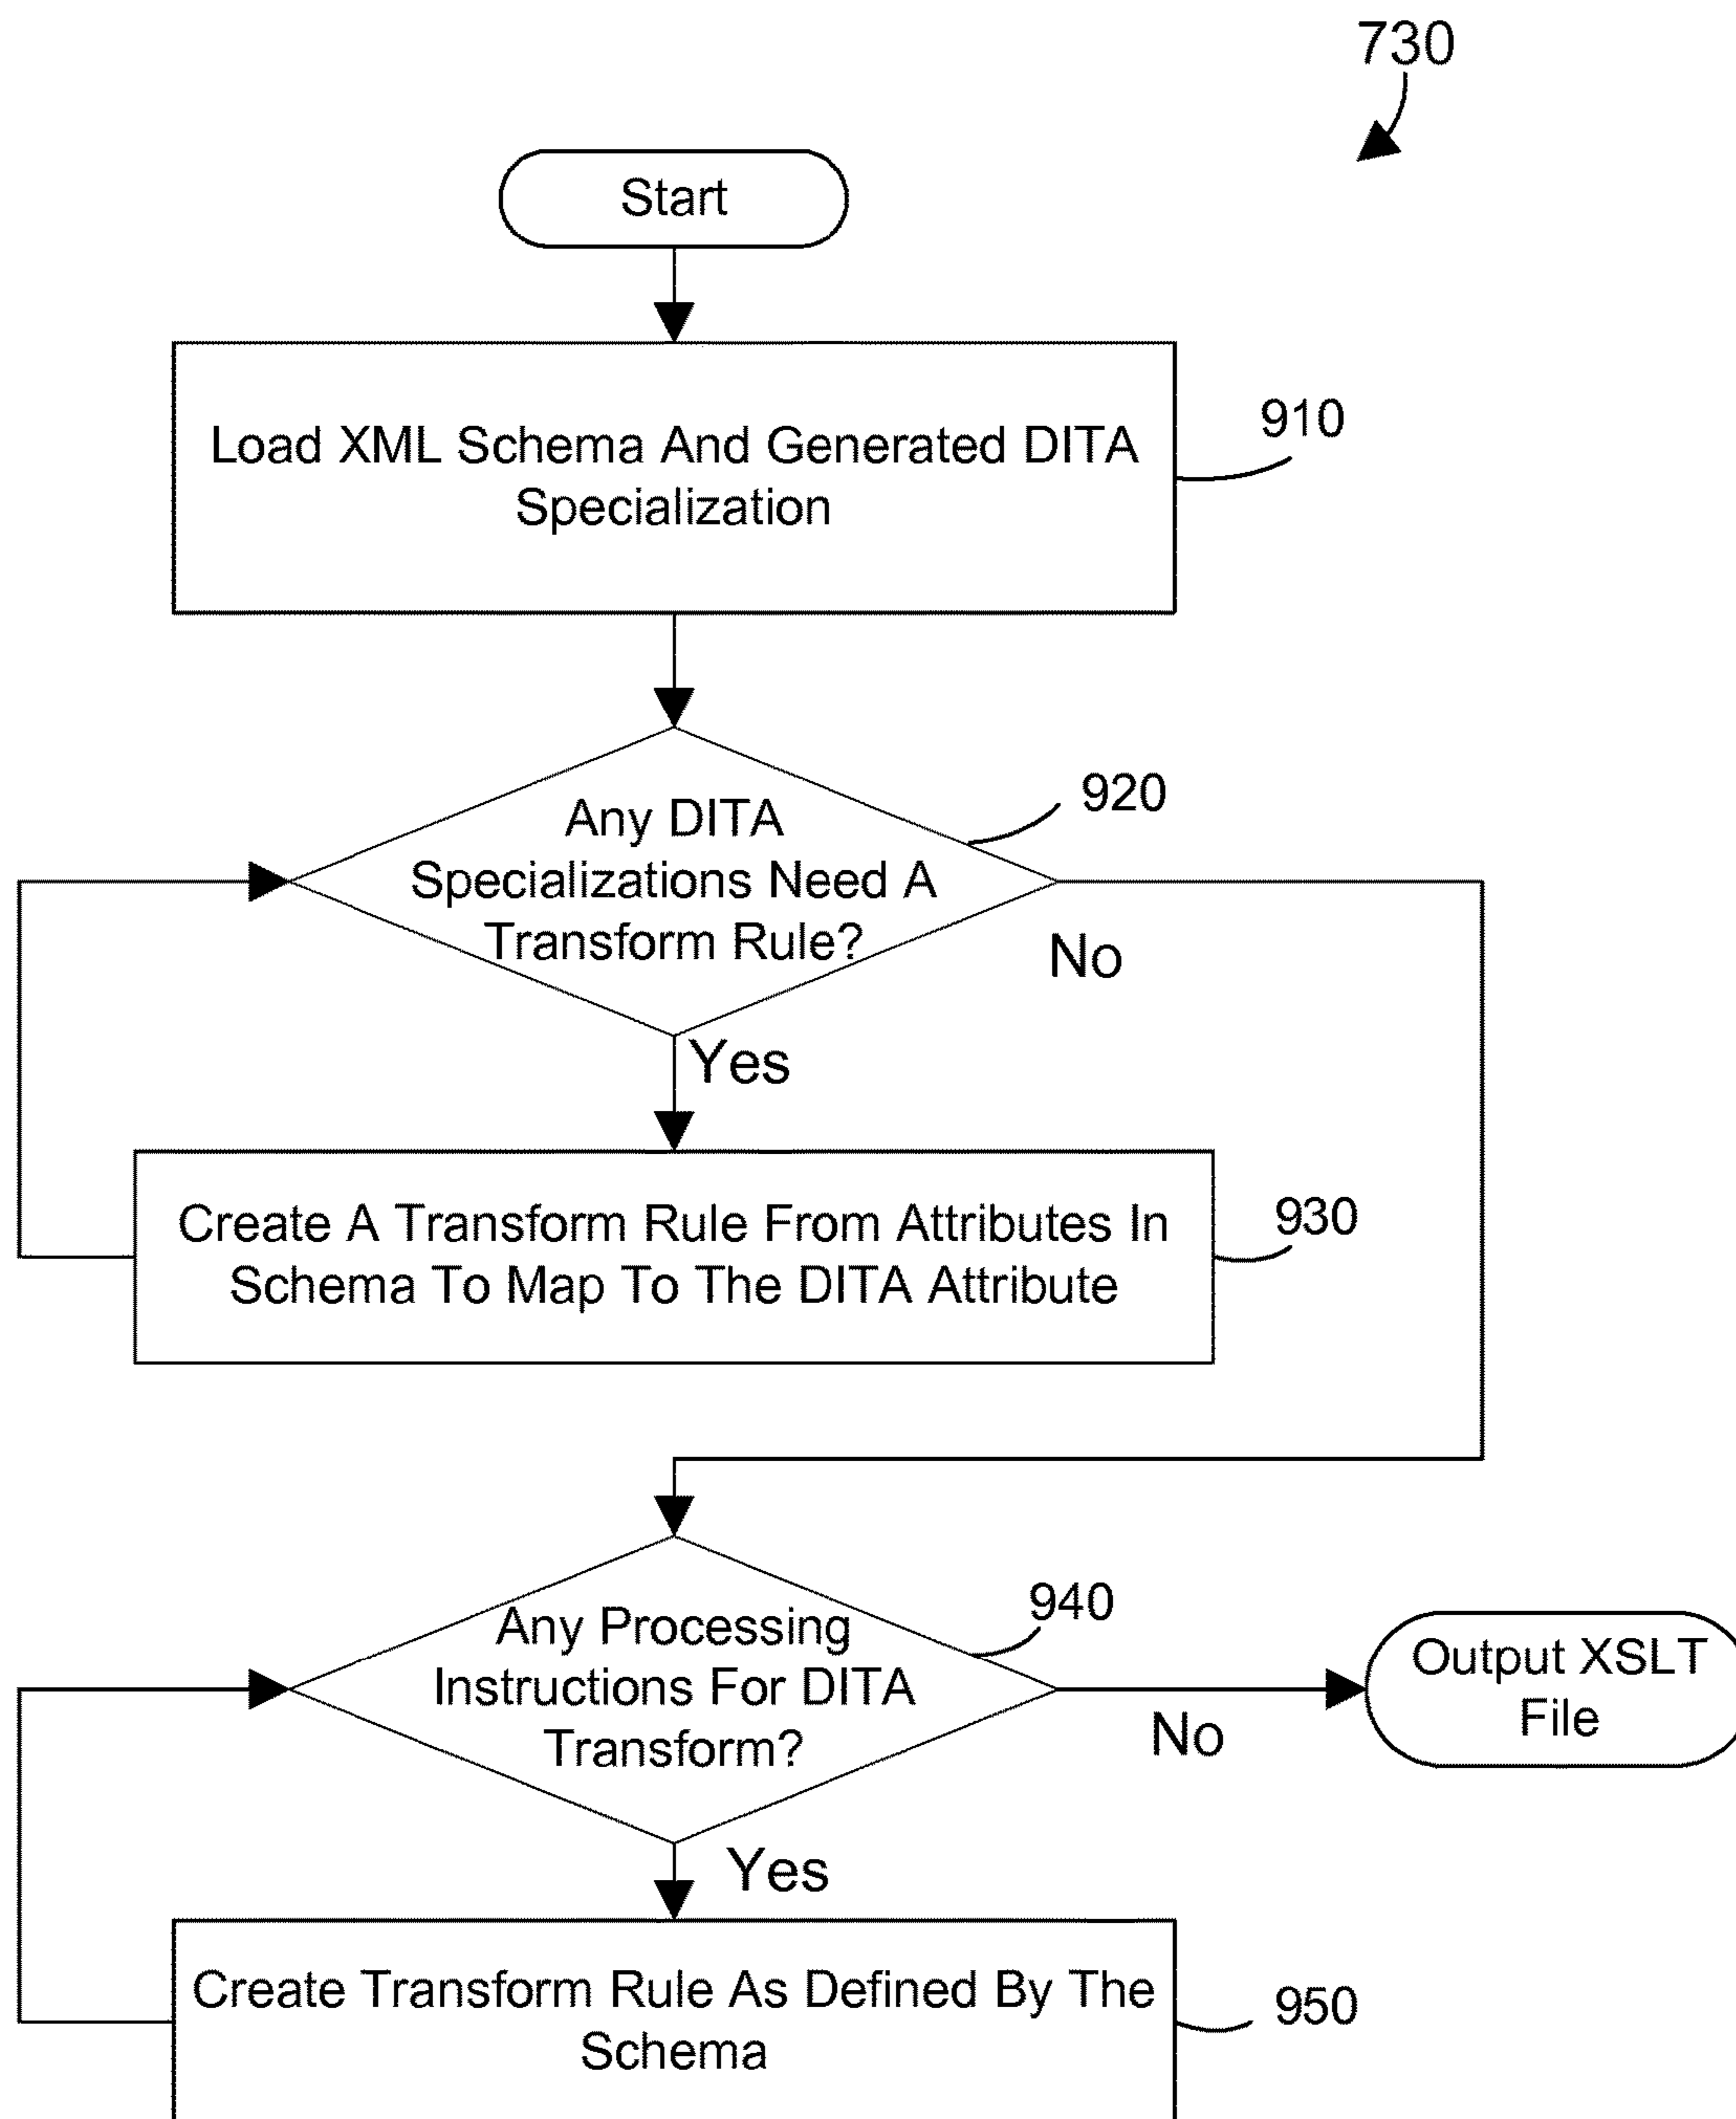 730
Start
Load XML Schema And Generated DITA
Specialization
910
Any DITA
Specializations Need A
Transform Rule?
920
No
Yes
Create A Transform Rule From Attributes In
Schema To Map To The DITA Attribute
930
Any Processing
Instructions For DITA
Transform?
940
No
Output XSLT
File
Yes
Create Transform Rule As Defined By The
Schema
950